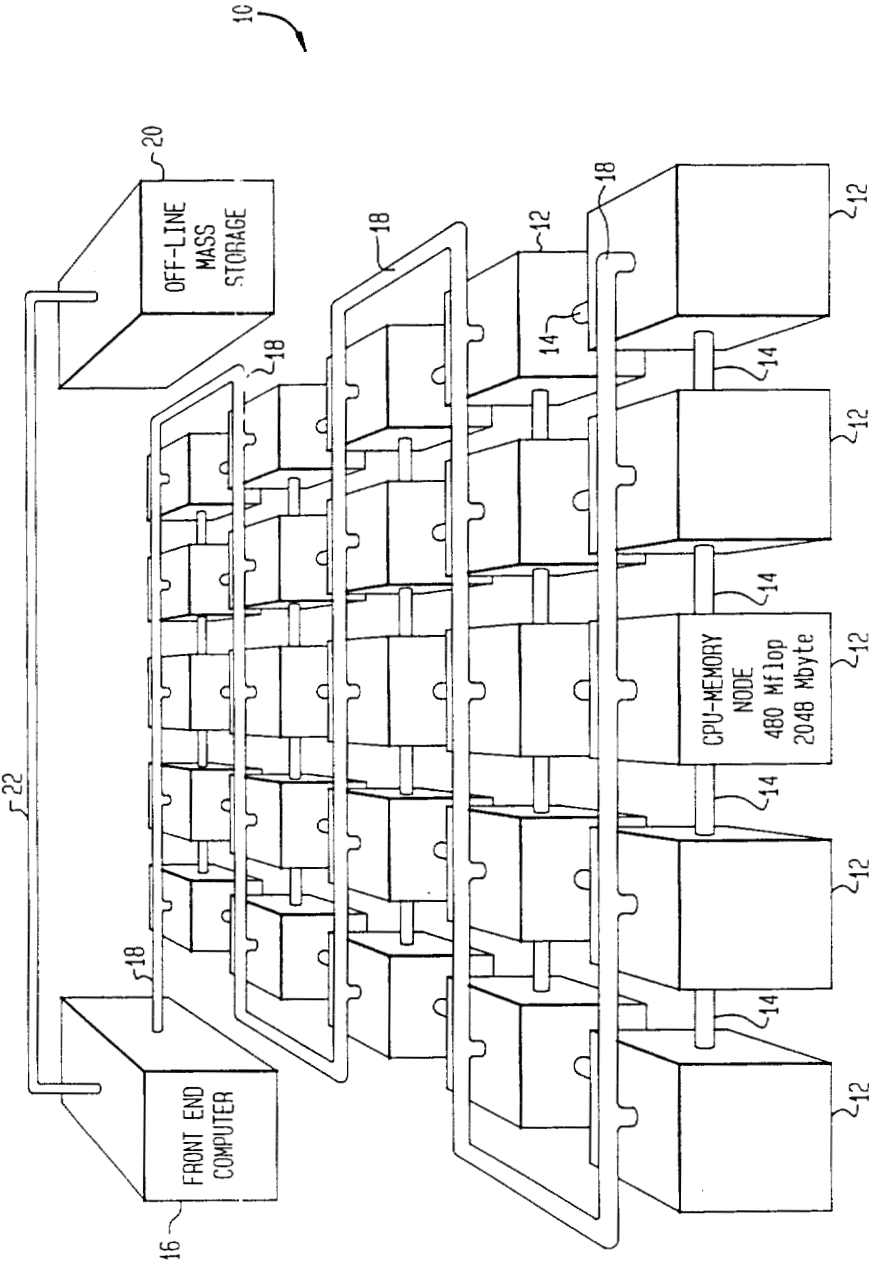 10
22
20
OFF-LINE
MASS
STORAGE
18
FRONT END
COMPUTER
16
18
18
12
14
18
14
14
14
14
CPU-MEMORY
NODE
480 Mflop
2048 Mbyte
12
12
12
12
12